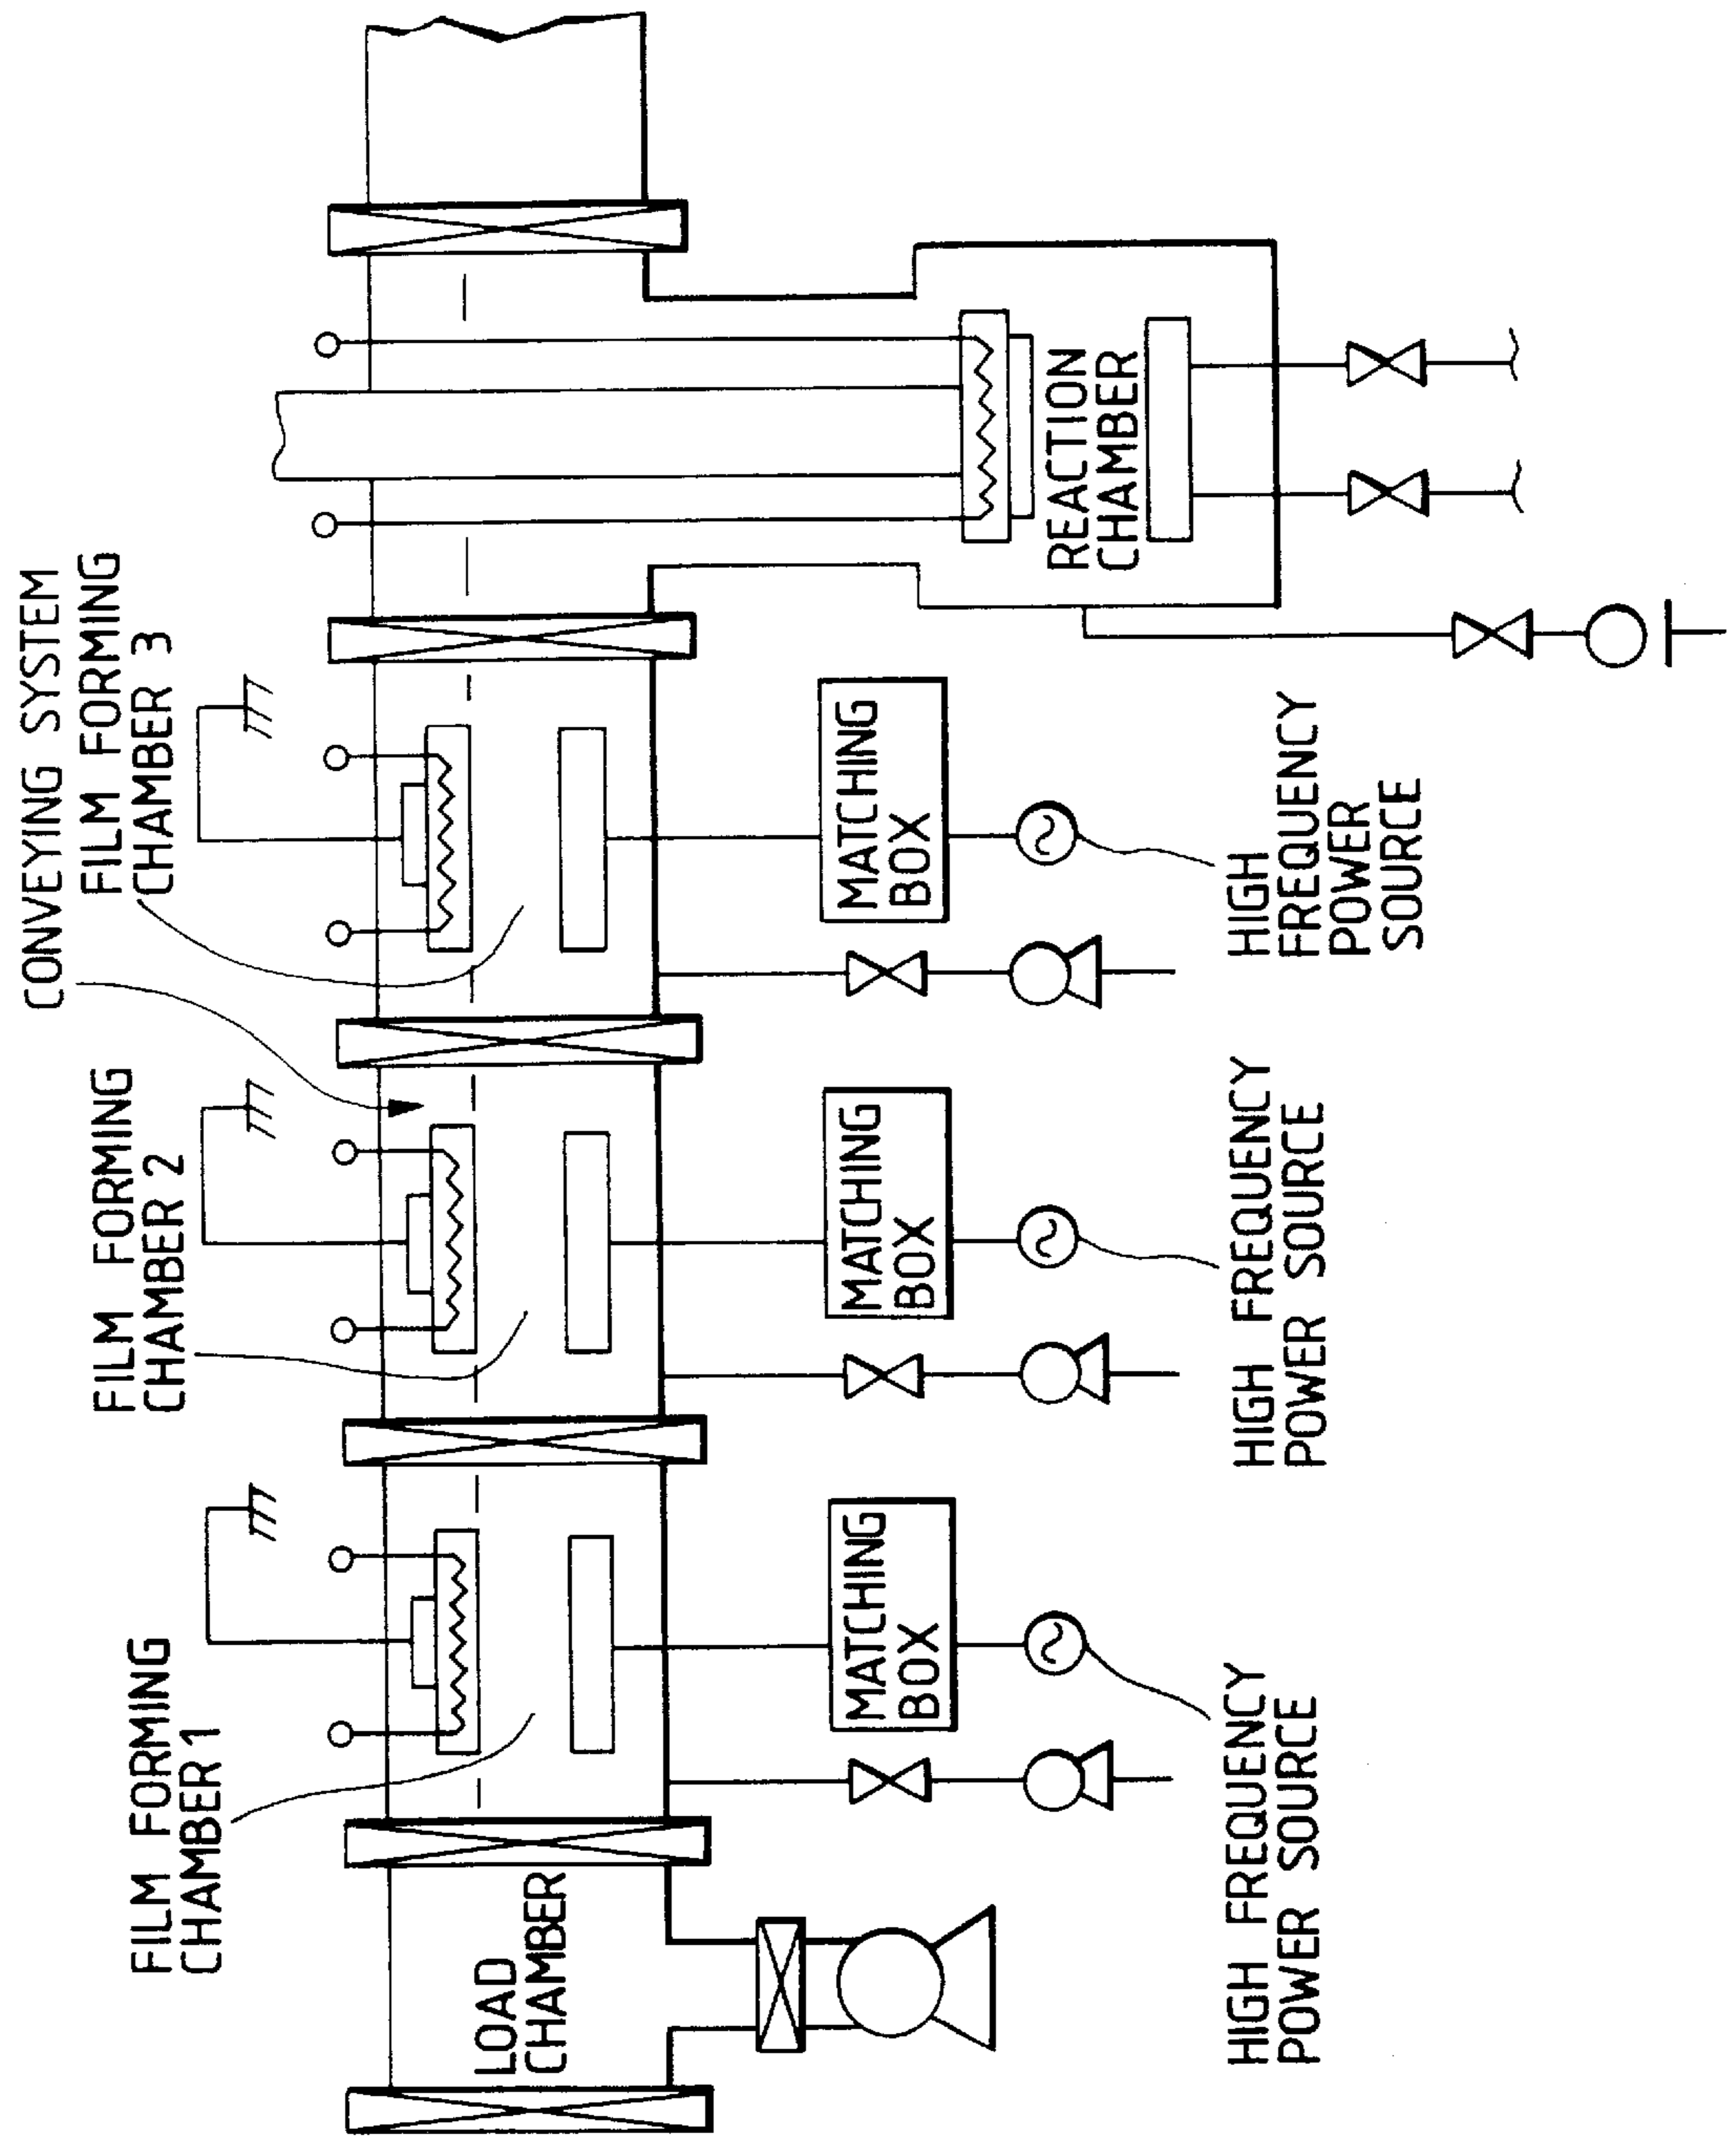 CONVEYING SYSTEM
FILM FORMING
CHAMBER 3
FILM FORMING
CHAMBER 2
FILM FORMING
CHAMBER 1
LOAD
CHAMBER
REACTION
CHAMBER
MATCHING
BOX
MATCHING
BOX
MATCHING
BOX
HIGH FREQUENCY
POWER SOURCE
HIGH FREQUENCY
POWER SOURCE
HIGH
FREQUENCY
POWER
SOURCE